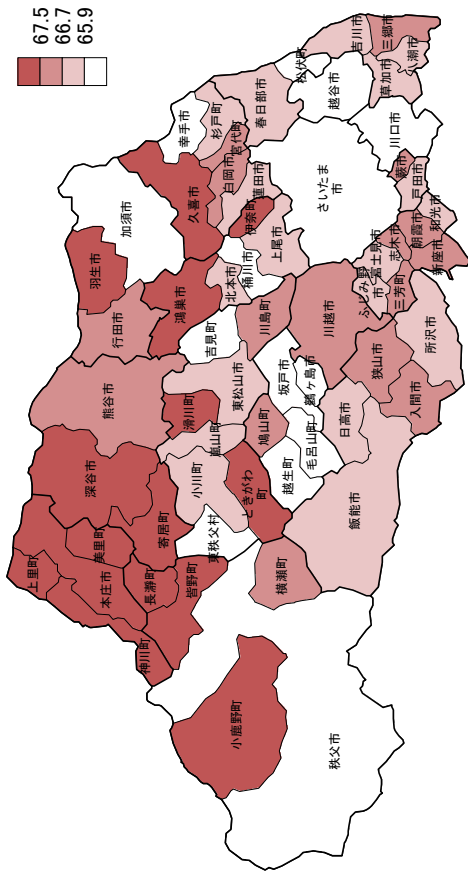 67.5
66.7
65.9
上里町
美里町
本庄市
神川町
深谷市
熊谷市
羽生市
行田市
加須市
寄居町
長瀞町
皆野町
鴻巣市
久喜市
幸手市
杉戸町
宮代町
白岡市
滑川町
嵐山町
小川町
東秩父村
吉見町
東松山市
北本市
桶川市
伊奈町
蓮田市
春日部市
ときがわ
町
小鹿野町
鳩山町
川島町
上尾市
横瀬町
越生町
毛呂山町
坂戸市
鶴ヶ島市
川越市
さいたま
市
松伏町
越谷市
吉川市
秩父市
飯能市
日高市
狭山市
入間市
所沢市
ふじみ野
市
富士見市
三芳町
志木市
朝霞市
新座市
和光市
戸田市
蕨市
川口市
草加市
八潮市
三郷市